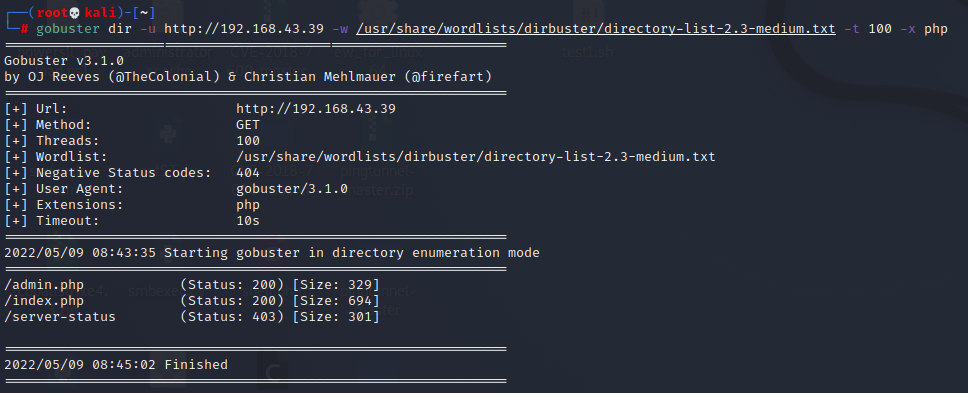 (root💀kali)-[~]
# gobuster dir -u http://192.168.43.39 -w /usr/share/wordlists/dirbuster/directory-list-2.3-medium.txt -t 100 -x php
===============================================================
Gobuster v3.1.0
by OJ Reeves (@TheColonial) & Christian Mehlmauer (@firefart)
===============================================================
[+] Url:                     http://192.168.43.39
[+] Method:                  GET
[+] Threads:                 100
[+] Wordlist:                /usr/share/wordlists/dirbuster/directory-list-2.3-medium.txt
[+] Negative Status codes:   404
[+] User Agent:              gobuster/3.1.0
[+] Extensions:              php
[+] Timeout:                 10s
===============================================================
2022/05/09 08:43:35 Starting gobuster in directory enumeration mode
===============================================================
/admin.php            (Status: 200) [Size: 329]
/index.php            (Status: 200) [Size: 694]
/server-status        (Status: 403) [Size: 301]
===============================================================
2022/05/09 08:45:02 Finished
===============================================================